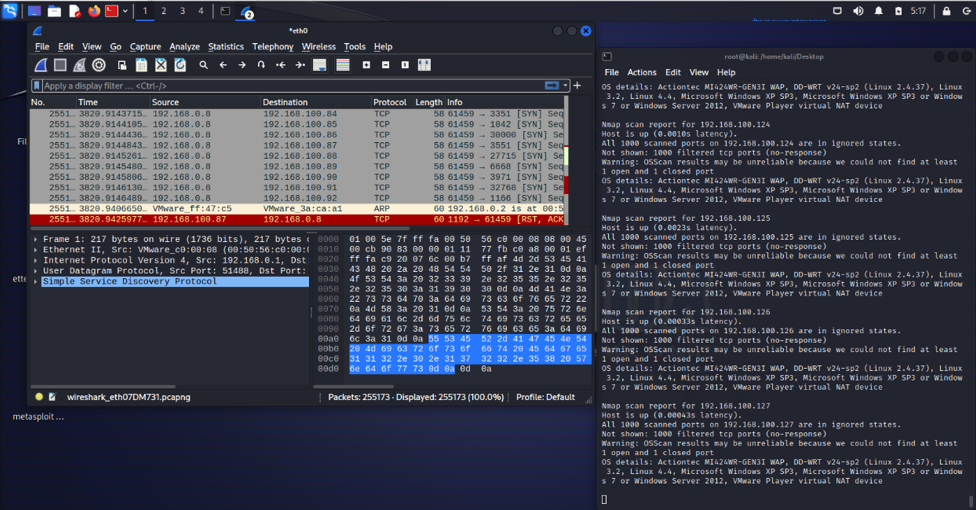 1 2 3 4
2
5:17
*eth0
File Edit View Go Capture Analyze Statistics Telephony Wireless Tools Help
Apply a display filter … <Ctrl-/>
No. Time Source Destination Protocol Length Info
2551… 3820.9143715… 192.168.0.8 192.168.100.84 TCP 58 61459 → 3351 [SYN] Seq
2551… 3820.9144105… 192.168.0.8 192.168.100.85 TCP 58 61459 → 1042 [SYN] Seq
2551… 3820.9144436… 192.168.0.8 192.168.100.86 TCP 58 61459 → 30000 [SYN] Seq
2551… 3820.9144843… 192.168.0.8 192.168.100.87 TCP 58 61459 → 3551 [SYN] Seq
2551… 3820.9145261… 192.168.0.8 192.168.100.88 TCP 58 61459 → 27715 [SYN] Seq
2551… 3820.9145480… 192.168.0.8 192.168.100.89 TCP 58 61459 → 6668 [SYN] Seq
2551… 3820.9145806… 192.168.0.8 192.168.100.90 TCP 58 61459 → 3971 [SYN] Seq
2551… 3820.9146130… 192.168.0.8 192.168.100.91 TCP 58 61459 → 32768 [SYN] Seq
2551… 3820.9146489… 192.168.0.8 192.168.100.92 TCP 58 61459 → 1166 [SYN] Seq
2551… 3820.9406650… VMware_ff:47:c5 VMware_3a:ca:a1 ARP 60 192.168.0.2 is at 00:5
2551… 3820.9425977… 192.168.100.87 192.168.0.8 TCP 60 1192 → 61459 [RST, ACK
Frame 1: 217 bytes on wire (1736 bits), 217 bytes
Ethernet II, Src: VMware_c0:00:08 (00:50:56:c0:00:
Internet Protocol Version 4, Src: 192.168.0.1, Dst
User Datagram Protocol, Src Port: 51488, Dst Port:
Simple Service Discovery Protocol
0000 01 00 5e 7f ff fa 00 50 56 c0 00 08 08 00 45
0010 00 cb 90 83 00 00 01 11 77 fb c0 a8 00 01 ef
0020 ff fa c9 20 07 6c 00 b7 ff af 4d 2d 53 45 41
0030 43 48 20 2a 20 48 54 54 50 2f 31 2e 31 0d 0a
0040 4f 53 54 3a 20 32 33 39 2e 32 35 35 2e 32 35
0050 2e 32 35 30 3a 31 39 30 30 0d 0a 4d 41 4e 3a
0060 22 73 73 64 70 3a 64 69 73 63 6f 76 65 72 22
0070 0a 4d 58 3a 20 31 0d 0a 53 54 3a 20 75 72 6e
0080 64 69 61 6c 2d 6d 75 6c 74 69 73 63 72 65 65
0090 2d 6f 72 67 3a 73 65 72 76 69 63 65 3a 64 69
00a0 6c 3a 31 0d 0a 55 53 45 52 2d 41 47 45 4e 54
00b0 20 4d 69 63 72 6f 73 6f 66 74 20 45 64 67 65
00c0 31 31 32 2e 30 2e 31 37 32 32 2e 35 38 20 57
00d0 6e 64 6f 77 73 0d 0a 0d 0a
wireshark_eth07DM731.pcapng Packets: 255173 · Displayed: 255173 (100.0%) Profile: Default
Fil
ette
metasploit …
root@kali: /home/kali/Desktop
File Actions Edit View Help
OS details: Actiontec MI424WR-GEN3I WAP, DD-WRT v24-sp2 (Linux 2.4.37), Linux
3.2, Linux 4.4, Microsoft Windows XP SP3, Microsoft Windows XP SP3 or Window
s 7 or Windows Server 2012, VMware Player virtual NAT device
Nmap scan report for 192.168.100.124
Host is up (0.0010s latency).
All 1000 scanned ports on 192.168.100.124 are in ignored states.
Not shown: 1000 filtered tcp ports (no-response)
Warning: OSScan results may be unreliable because we could not find at least
1 open and 1 closed port
OS details: Actiontec MI424WR-GEN3I WAP, DD-WRT v24-sp2 (Linux 2.4.37), Linux
3.2, Linux 4.4, Microsoft Windows XP SP3, Microsoft Windows XP SP3 or Window
s 7 or Windows Server 2012, VMware Player virtual NAT device
Nmap scan report for 192.168.100.125
Host is up (0.0023s latency).
All 1000 scanned ports on 192.168.100.125 are in ignored states.
Not shown: 1000 filtered tcp ports (no-response)
Warning: OSScan results may be unreliable because we could not find at least
1 open and 1 closed port
OS details: Actiontec MI424WR-GEN3I WAP, DD-WRT v24-sp2 (Linux 2.4.37), Linux
3.2, Linux 4.4, Microsoft Windows XP SP3, Microsoft Windows XP SP3 or Window
s 7 or Windows Server 2012, VMware Player virtual NAT device
Nmap scan report for 192.168.100.126
Host is up (0.00033s latency).
All 1000 scanned ports on 192.168.100.126 are in ignored states.
Not shown: 1000 filtered tcp ports (no-response)
Warning: OSScan results may be unreliable because we could not find at least
1 open and 1 closed port
OS details: Actiontec MI424WR-GEN3I WAP, DD-WRT v24-sp2 (Linux 2.4.37), Linux
3.2, Linux 4.4, Microsoft Windows XP SP3, Microsoft Windows XP SP3 or Window
s 7 or Windows Server 2012, VMware Player virtual NAT device
Nmap scan report for 192.168.100.127
Host is up (0.00043s latency).
All 1000 scanned ports on 192.168.100.127 are in ignored states.
Not shown: 1000 filtered tcp ports (no-response)
Warning: OSScan results may be unreliable because we could not find at least
1 open and 1 closed port
OS details: Actiontec MI424WR-GEN3I WAP, DD-WRT v24-sp2 (Linux 2.4.37), Linux
3.2, Linux 4.4, Microsoft Windows XP SP3, Microsoft Windows XP SP3 or Window
s 7 or Windows Server 2012, VMware Player virtual NAT device